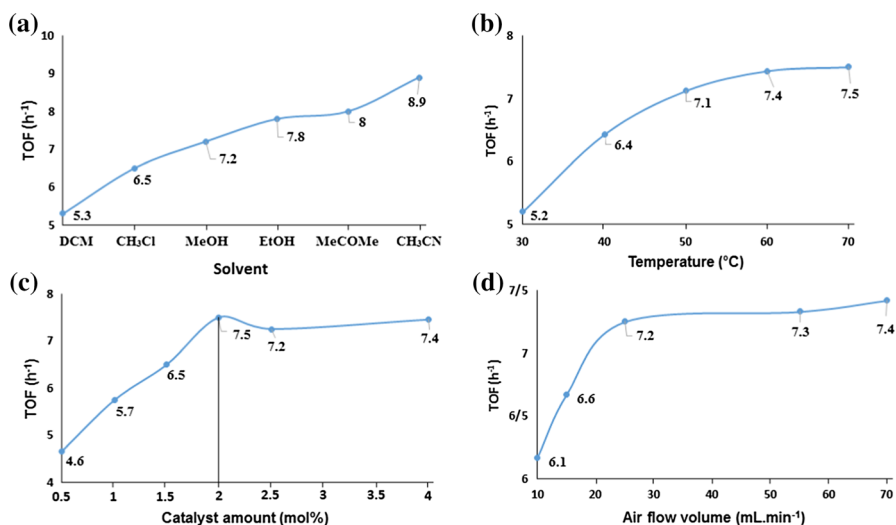 (a)
10
9
8
7
6
5
TOF (h⁻¹)
5.3
6.5
7.2
7.8
8
8.9
DCM CH₃Cl MeOH EtOH MeCOMe CH₃CN
Solvent
(b)
8
7
6
5
TOF (h⁻¹)
5.2
6.4
7.1
7.4
7.5
30 40 50 60 70
Temperature (°C)
(c)
8
7
6
5
4
TOF (h⁻¹)
4.6
5.7
6.5
7.5
7.2
7.4
0.5 1 1.5 2 2.5 3 3.5 4
Catalyst amount (mol%)
(d)
7/5
7
6/5
6
TOF (h⁻¹)
6.1
6.6
7.2
7.3
7.4
10 20 30 40 50 60 70
Air flow volume (mL.min⁻¹)